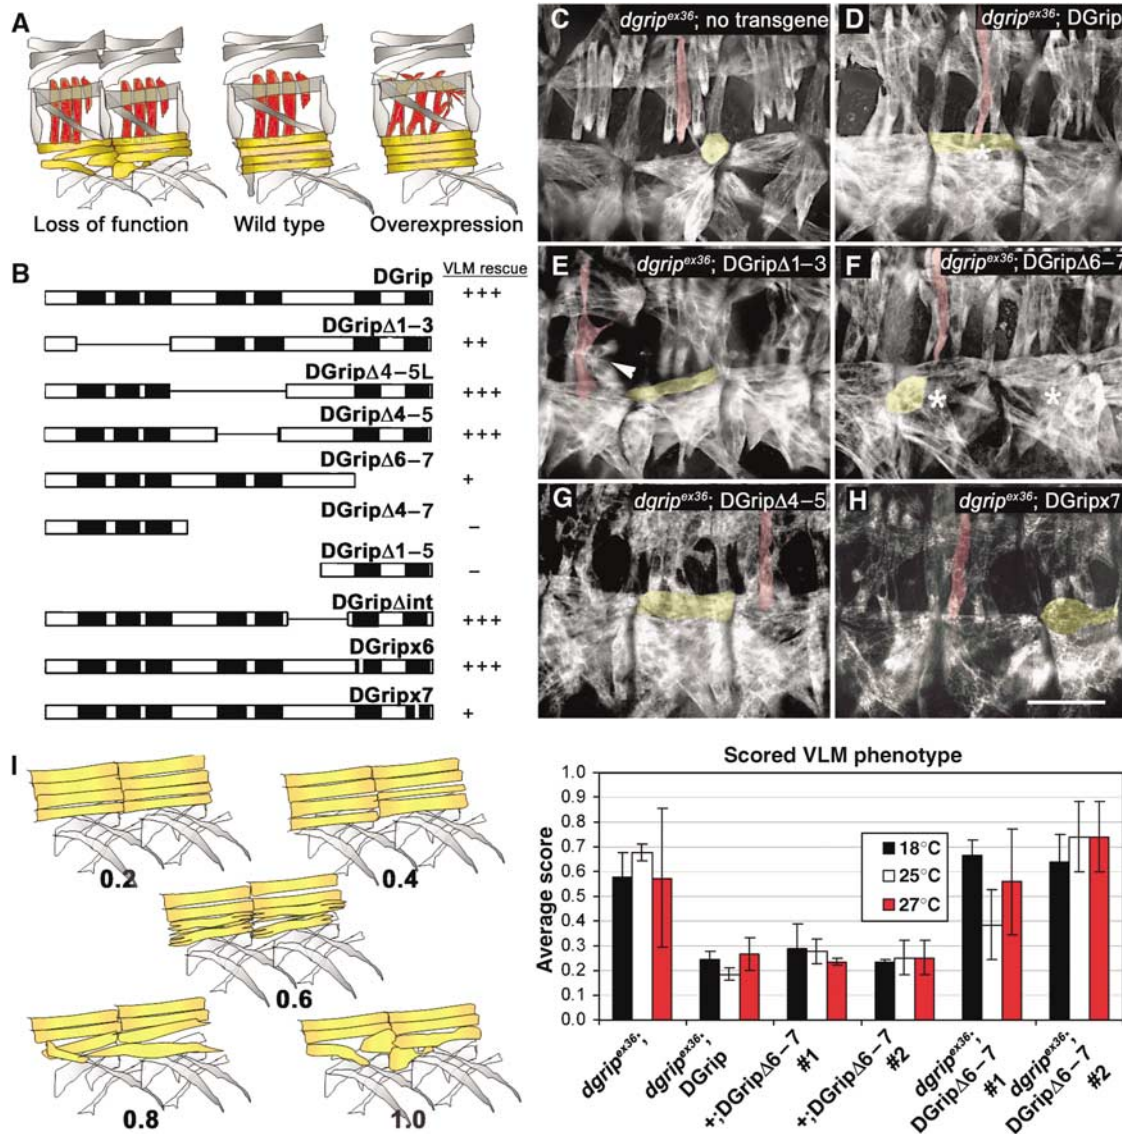 A
Loss of function
Wild type
Overexpression
B
VLM rescue
DGrip
+++
DGripΔ1–3
++
DGripΔ4–5L
+++
DGripΔ4–5
+++
DGripΔ6–7
+
DGripΔ4–7
–
DGripΔ1–5
–
DGripΔint
+++
DGripx6
+++
DGripx7
+
C
dgrip^ex36; no transgene
D
dgrip^ex36; DGrip
*
E
dgrip^ex36; DGripΔ1–3
F
dgrip^ex36; DGripΔ6–7
* *
G
dgrip^ex36; DGripΔ4–5
H
dgrip^ex36; DGripx7
I
0.2
0.4
0.6
0.8
1.0
Scored VLM phenotype
Average score
1.0
0.9
0.8
0.7
0.6
0.5
0.4
0.3
0.2
0.1
0.0
18°C
25°C
27°C
dgrip^ex36;
dgrip^ex36;
DGrip
+;DGripΔ6–7
#1
+;DGripΔ6–7
#2
dgrip^ex36;
DGripΔ6–7
#1
dgrip^ex36;
DGripΔ6–7
#2